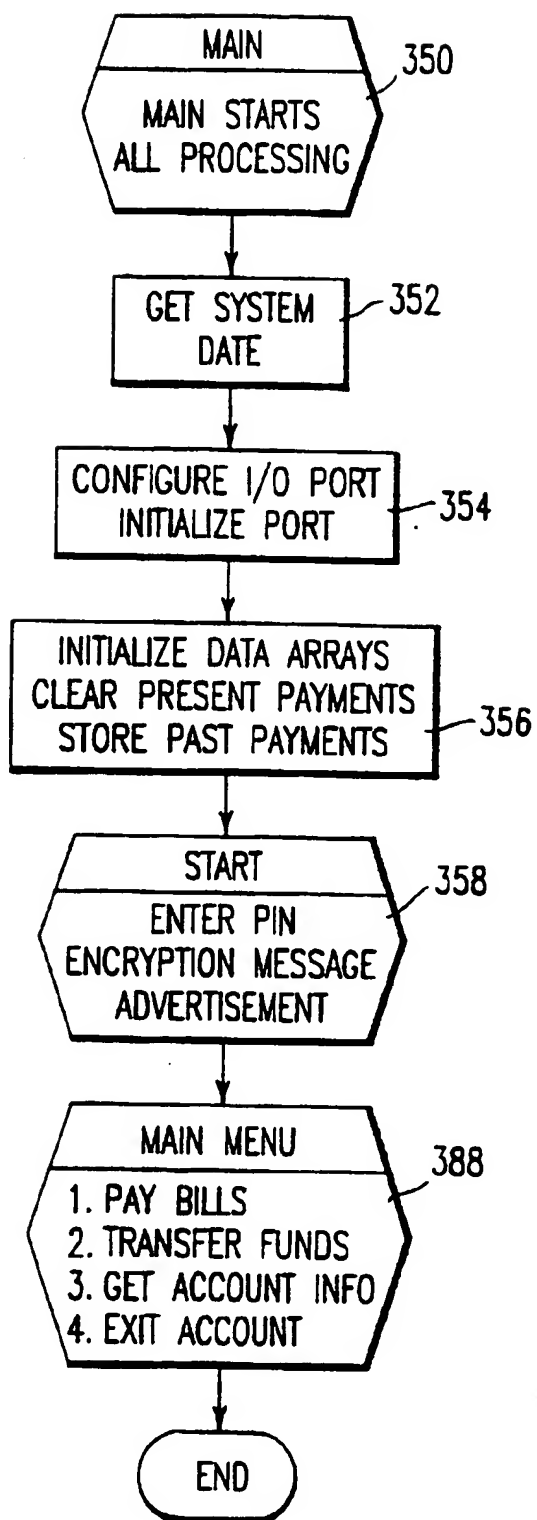 MAIN
350
MAIN STARTS
ALL PROCESSING
GET SYSTEM
DATE
352
CONFIGURE I/O PORT
INITIALIZE PORT
354
INITIALIZE DATA ARRAYS
CLEAR PRESENT PAYMENTS
STORE PAST PAYMENTS
356
START
358
ENTER PIN
ENCRYPTION MESSAGE
ADVERTISEMENT
MAIN MENU
388
1. PAY BILLS
2. TRANSFER FUNDS
3. GET ACCOUNT INFO
4. EXIT ACCOUNT
END